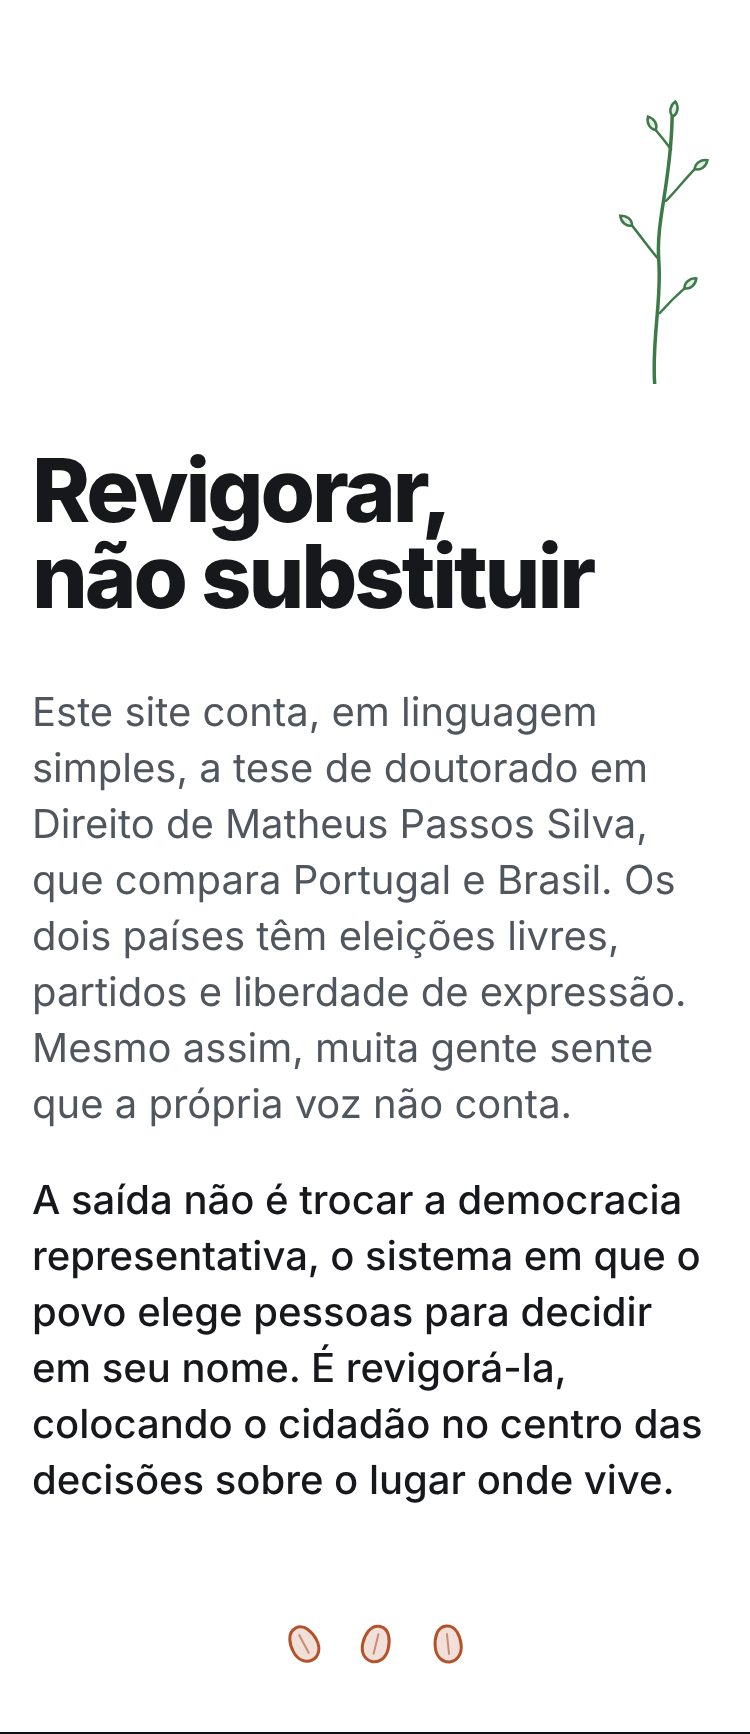 Revigorar,
não substituir
Este site conta, em linguagem
simples, a tese de doutorado em
Direito de Matheus Passos Silva,
que compara Portugal e Brasil. Os
dois países têm eleições livres,
partidos e liberdade de expressão.
Mesmo assim, muita gente sente
que a própria voz não conta.
A saída não é trocar a democracia
representativa, o sistema em que o
povo elege pessoas para decidir
em seu nome. É revigorá-la,
colocando o cidadão no centro das
decisões sobre o lugar onde vive.